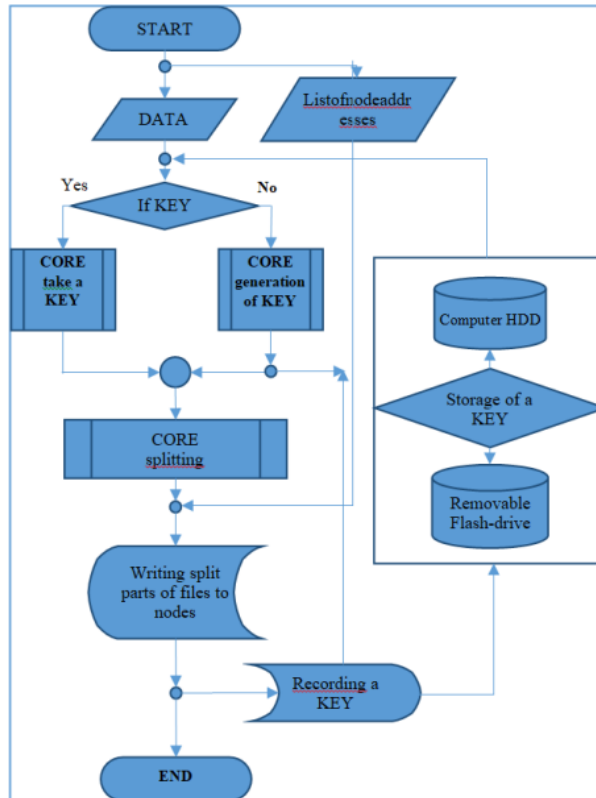 START
DATA
Listofnodeaddr
esses
Yes
No
If KEY
CORE
take a
KEY
CORE
generation
of KEY
Computer HDD
Storage of a
KEY
Removable
Flash-drive
CORE
splitting
Writing split
parts of files to
nodes
Recording a
KEY
END